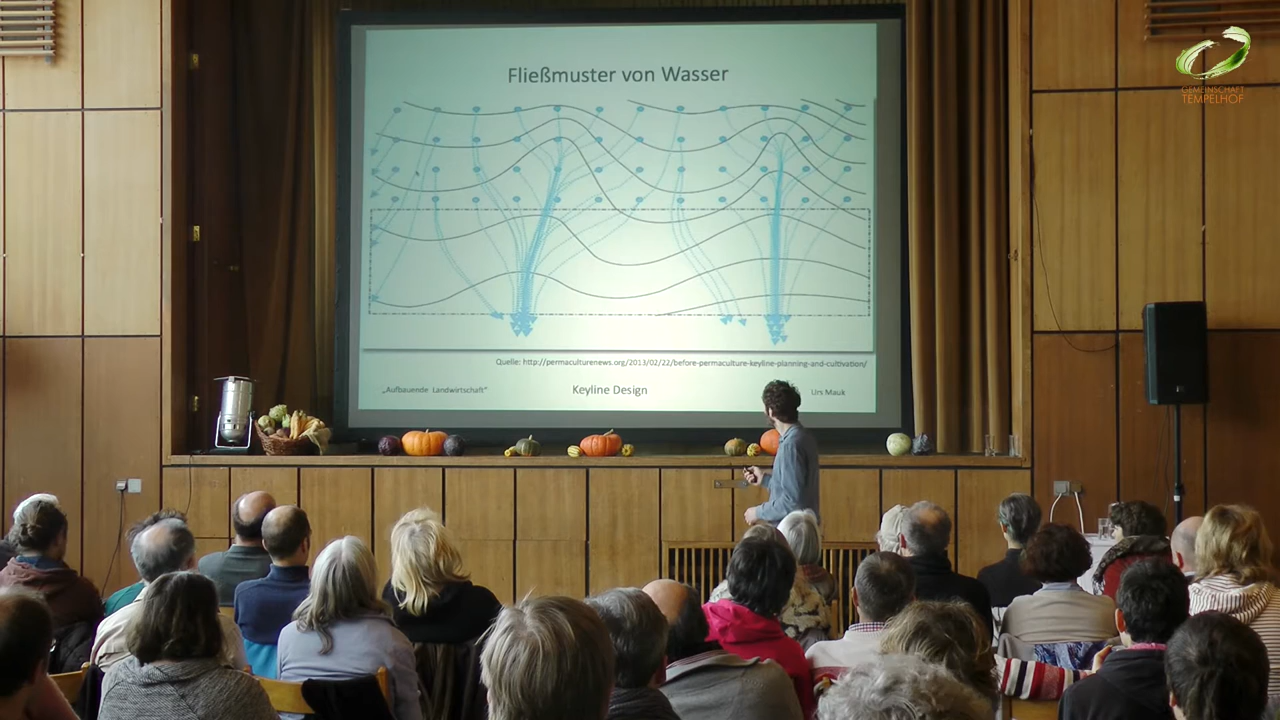 Fließmuster von Wasser
GEMEINSCHAFT
TEMPELHOF
Quelle: http://permaculturenews.org/2013/02/22/before-permaculture-keyline-planning-and-cultivation/
„Aufbauende Landwirtschaft“
Keyline Design
Urs Mauk